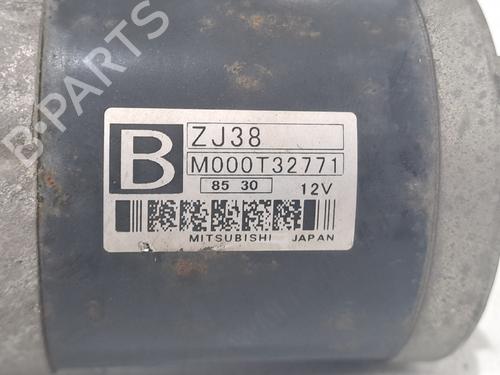 B-PARTS
B
ZJ38
M000T32771
85 30 12V
MITSUBISHI JAPAN